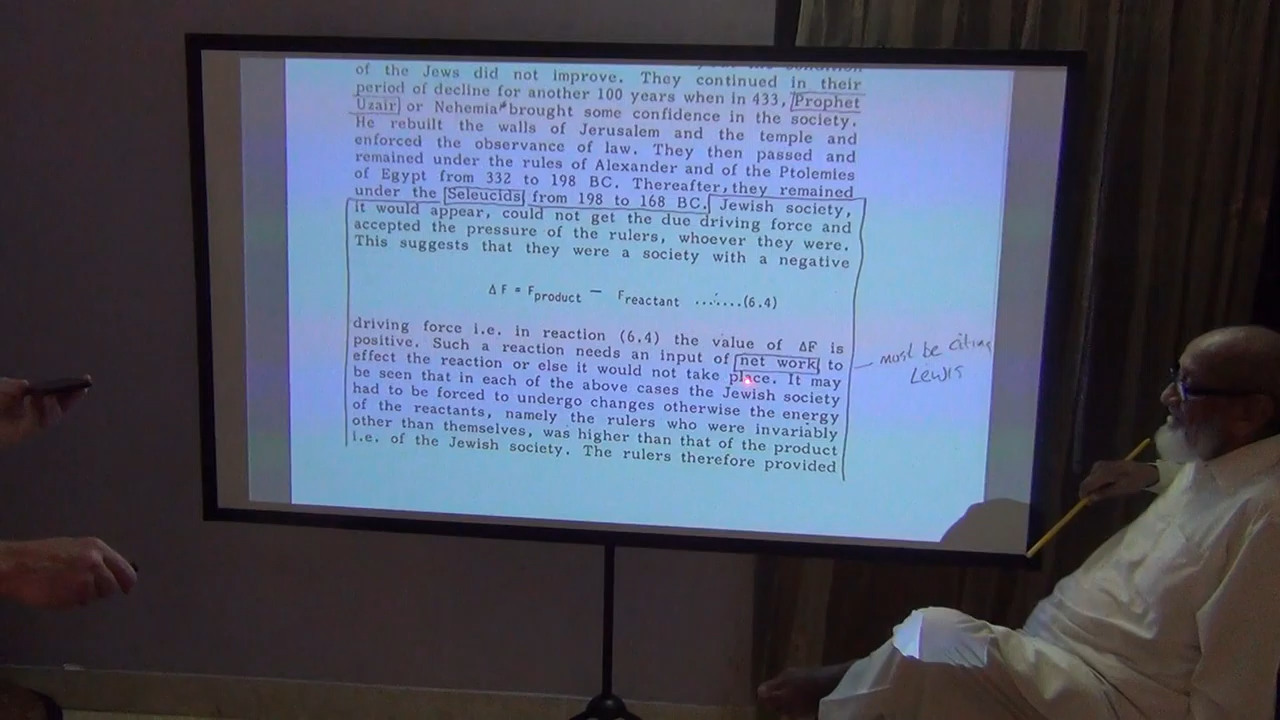 of the Jews did not improve. They continued in their
period of decline for another 100 years when in 433, Prophet
Uzair or Nehemia brought some confidence in the society.
He rebuilt the walls of Jerusalem and the temple and
enforced the observance of law. They then passed and
remained under the rules of Alexander and of the Ptolemies
of Egypt from 332 to 198 BC. Thereafter, they remained
under the Seleucids from 198 to 168 BC. Jewish society,
it would appear, could not get the due driving force and
accepted the pressure of the rulers, whoever they were.
This suggests that they were a society with a negative
Δ F = Fproduct — Freactant ........(6.4)
driving force i.e. in reaction (6.4) the value of ΔF is
positive. Such a reaction needs an input of net work to
effect the reaction or else it would not take place. It may
be seen that in each of the above cases the Jewish society
had to be forced to undergo changes otherwise the energy
of the reactants, namely the rulers who were invariably
other than themselves, was higher than that of the product
i.e. of the Jewish society. The rulers therefore provided
must be citing
Lewis